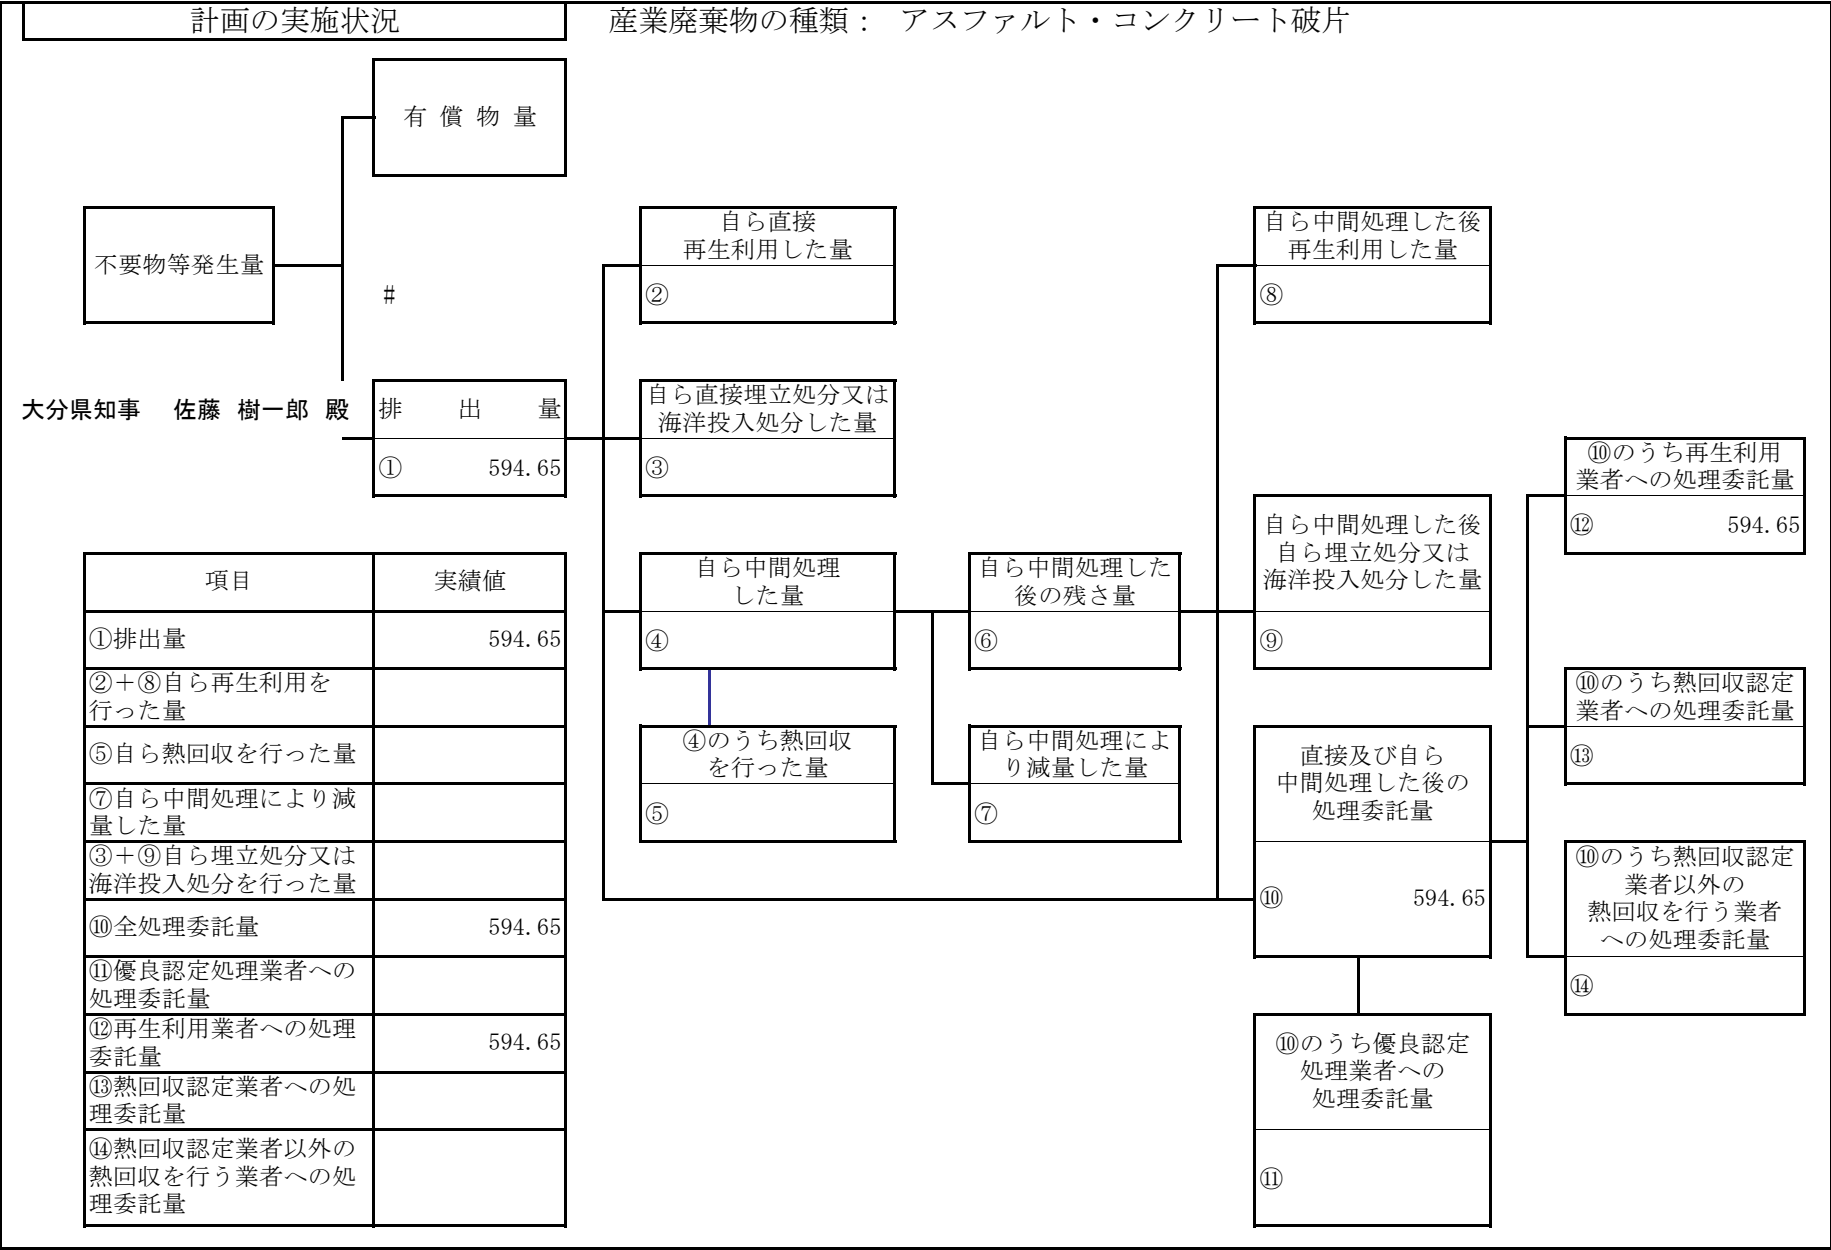 計画の実施状況
産業廃棄物の種類： アスファルト・コンクリート破片
有償物量
不要物等発生量
#
自ら直接
再生利用した量
②
自ら中間処理した後
再生利用した量
⑧
大分県知事 佐藤 樹一郎 殿
排出量
① 594.65
自ら直接埋立処分又は
海洋投入処分した量
③
⑩のうち再生利用
業者への処理委託量
⑫ 594.65
自ら中間処理した後
自ら埋立処分又は
海洋投入処分した量
⑨
自ら中間処理
した量
④
自ら中間処理した
後の残さ量
⑥
⑩のうち熱回収認定
業者への処理委託量
⑬
④のうち熱回収
を行った量
⑤
自ら中間処理によ
り減量した量
⑦
直接及び自ら
中間処理した後の
処理委託量
⑩ 594.65
⑩のうち熱回収認定
業者以外の
熱回収を行う業者
への処理委託量
⑭
⑩のうち優良認定
処理業者への
処理委託量
⑪
項目 実績値
①排出量 594.65
②＋⑧自ら再生利用を
行った量
⑤自ら熱回収を行った量
⑦自ら中間処理により減
量した量
③＋⑨自ら埋立処分又は
海洋投入処分を行った量
⑩全処理委託量 594.65
⑪優良認定処理業者への
処理委託量
⑫再生利用業者への処理
委託量 594.65
⑬熱回収認定業者への処
理委託量
⑭熱回収認定業者以外の
熱回収を行う業者への処
理委託量